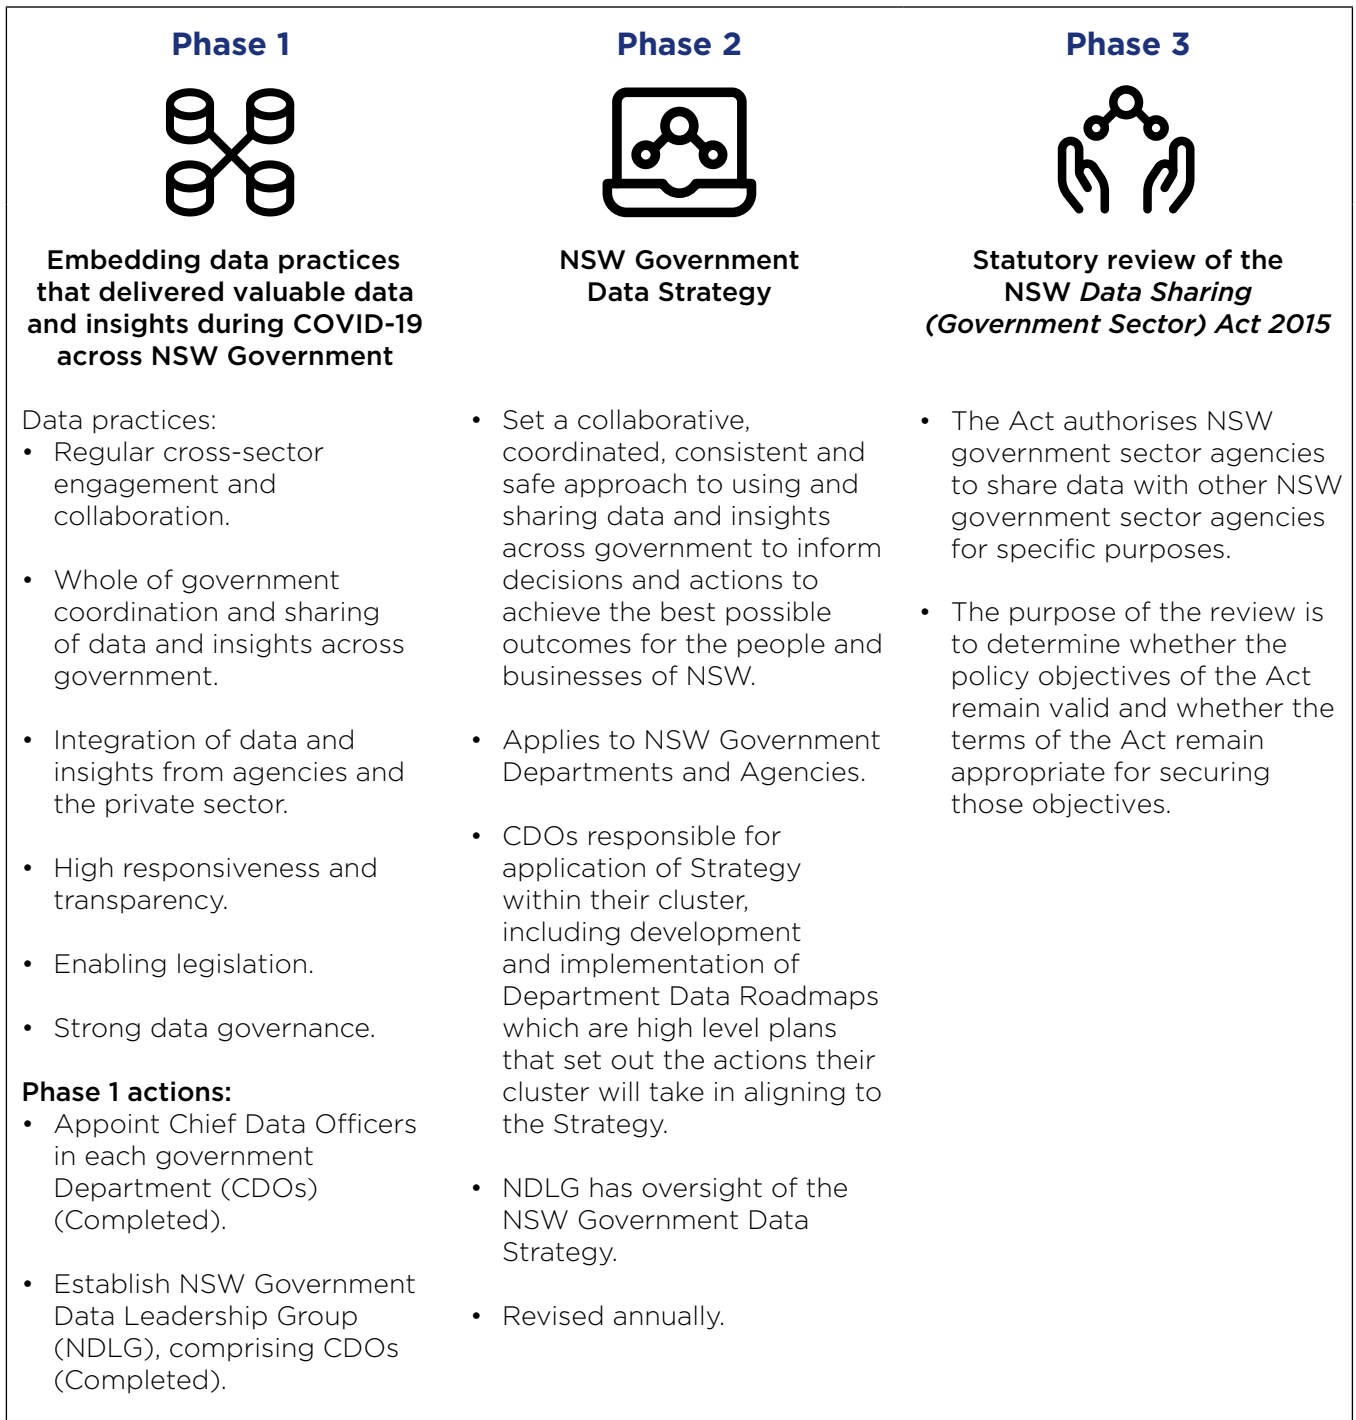 Phase 1
Embedding data practices
that delivered valuable data
and insights during COVID-19
across NSW Government
Data practices:
• Regular cross-sector
engagement and
collaboration.
• Whole of government
coordination and sharing
of data and insights across
government.
• Integration of data and
insights from agencies and
the private sector.
• High responsiveness and
transparency.
• Enabling legislation.
• Strong data governance.
Phase 1 actions:
• Appoint Chief Data Officers
in each government
Department (CDOs)
(Completed).
• Establish NSW Government
Data Leadership Group
(NDLG), comprising CDOs
(Completed).
Phase 2
NSW Government
Data Strategy
• Set a collaborative,
coordinated, consistent and
safe approach to using and
sharing data and insights
across government to inform
decisions and actions to
achieve the best possible
outcomes for the people and
businesses of NSW.
• Applies to NSW Government
Departments and Agencies.
• CDOs responsible for
application of Strategy
within their cluster,
including development
and implementation of
Department Data Roadmaps
which are high level plans
that set out the actions their
cluster will take in aligning to
the Strategy.
• NDLG has oversight of the
NSW Government Data
Strategy.
• Revised annually.
Phase 3
Statutory review of the
NSW Data Sharing
(Government Sector) Act 2015
• The Act authorises NSW
government sector agencies
to share data with other NSW
government sector agencies
for specific purposes.
• The purpose of the review is
to determine whether the
policy objectives of the Act
remain valid and whether the
terms of the Act remain
appropriate for securing
those objectives.